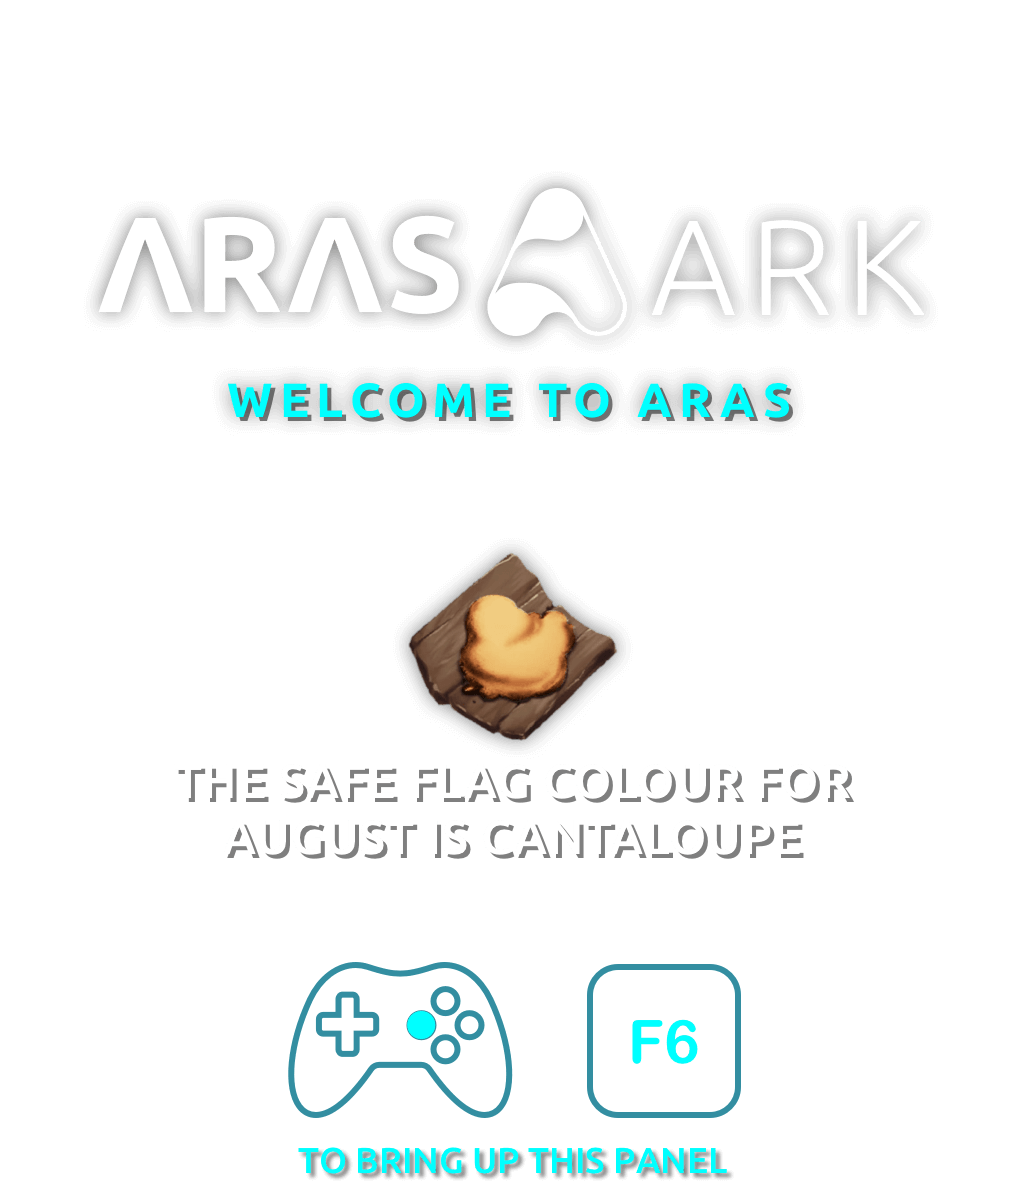 ARAS ARK
WELCOME TO ARAS
THE SAFE FLAG COLOUR FOR
AUGUST IS CANTALOUPE
F6
TO BRING UP THIS PANEL